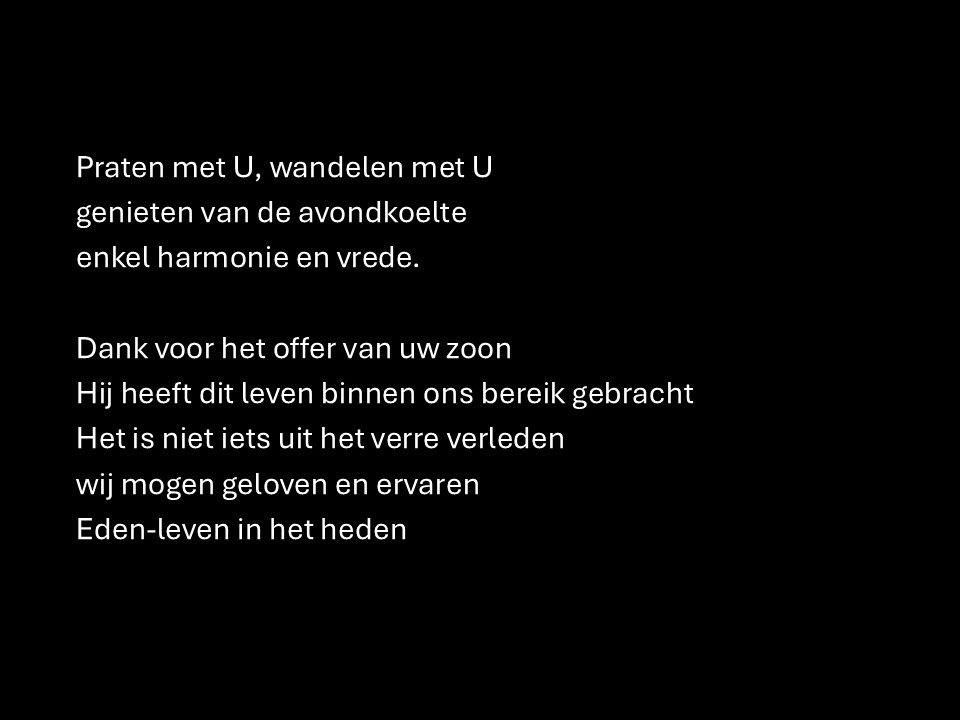 Praten met U, wandelen met U
genieten van de avondkoelte
enkel harmonie en vrede.
Dank voor het offer van uw zoon
Hij heeft dit leven binnen ons bereik gebracht
Het is niet iets uit het verre verleden
wij mogen geloven en ervaren
Eden-leven in het heden